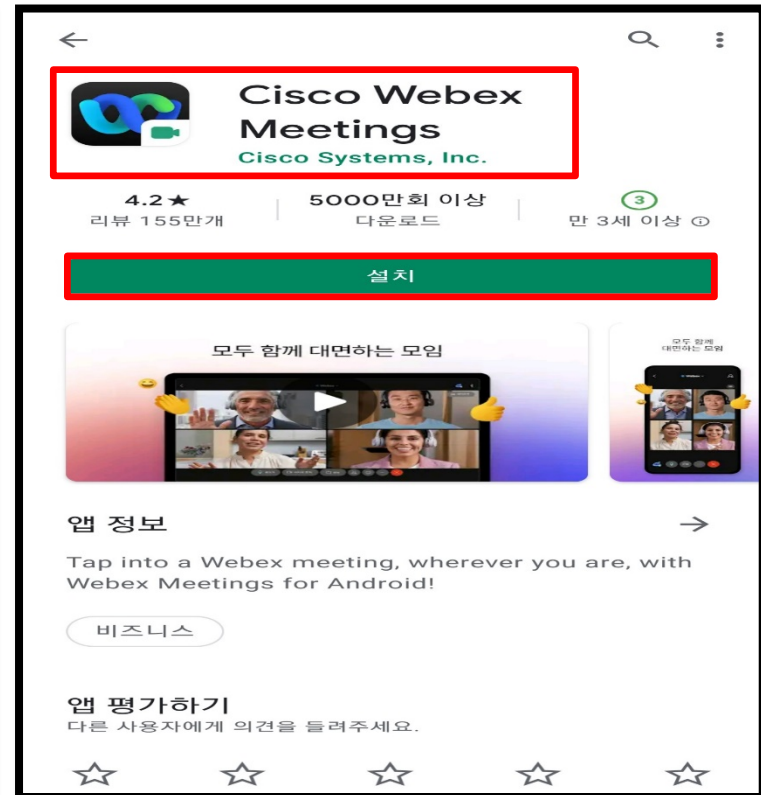 Cisco Webex
Meetings
Cisco Systems, Inc.
4.2★ 5000만회 이상 3
리뷰 155만개 다운로드 만 3세 이상
설치
모두 함께 대면하는 모임
모두 함께
대면하는 모임
앱 정보
Tap into a Webex meeting, wherever you are, with
Webex Meetings for Android!
비즈니스
앱 평가하기
다른 사용자에게 의견을 들려주세요.